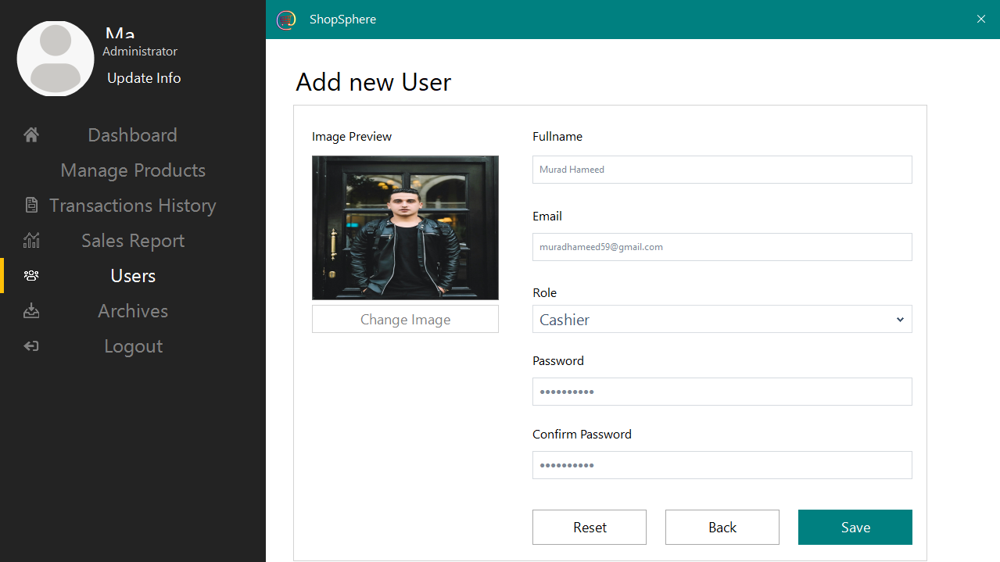 Ma
Administrator
Update Info
Dashboard
Manage Products
Transactions History
Sales Report
Users
Archives
Logout
ShopSphere
Add new User
Image Preview
Change Image
Fullname
Murad Hameed
Email
muradhameed59@gmail.com
Role
Cashier
Password
••••••••••
Confirm Password
••••••••••
Reset
Back
Save